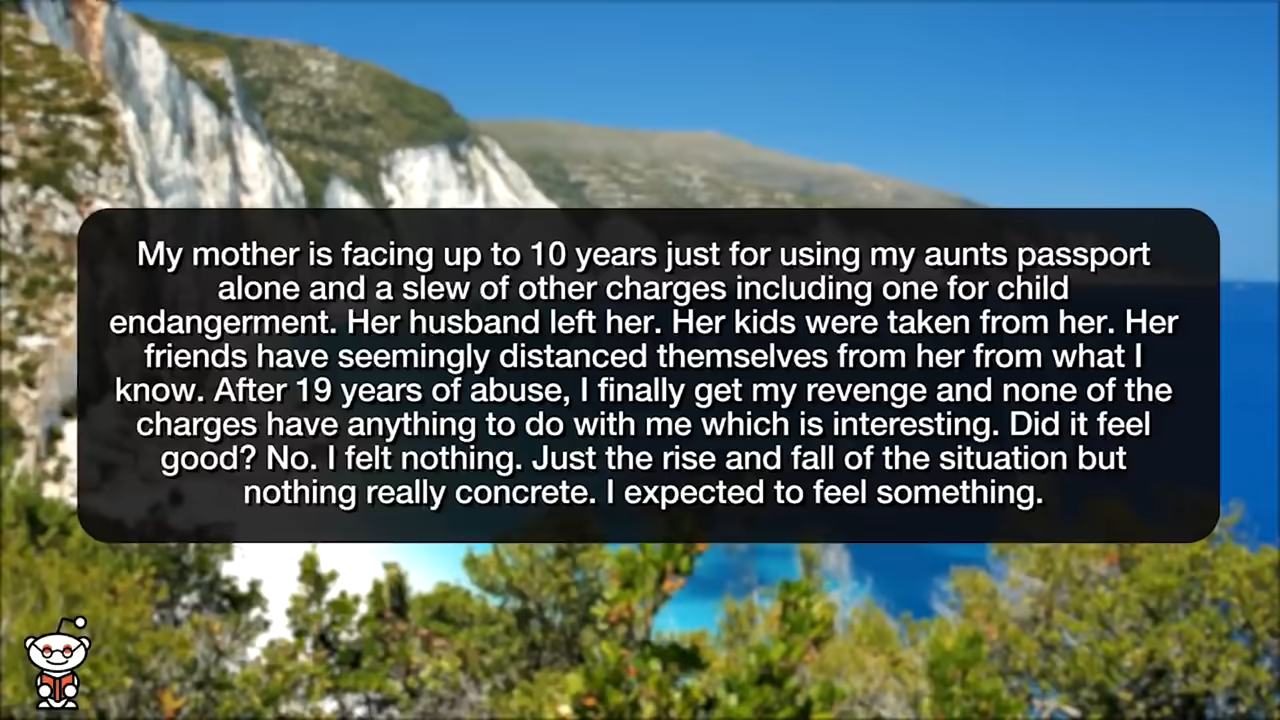 My mother is facing up to 10 years just for using my aunts passport
alone and a slew of other charges including one for child
endangerment. Her husband left her. Her kids were taken from her. Her
friends have seemingly distanced themselves from her from what I
know. After 19 years of abuse, I finally get my revenge and none of the
charges have anything to do with me which is interesting. Did it feel
good? No. I felt nothing. Just the rise and fall of the situation but
nothing really concrete. I expected to feel something.